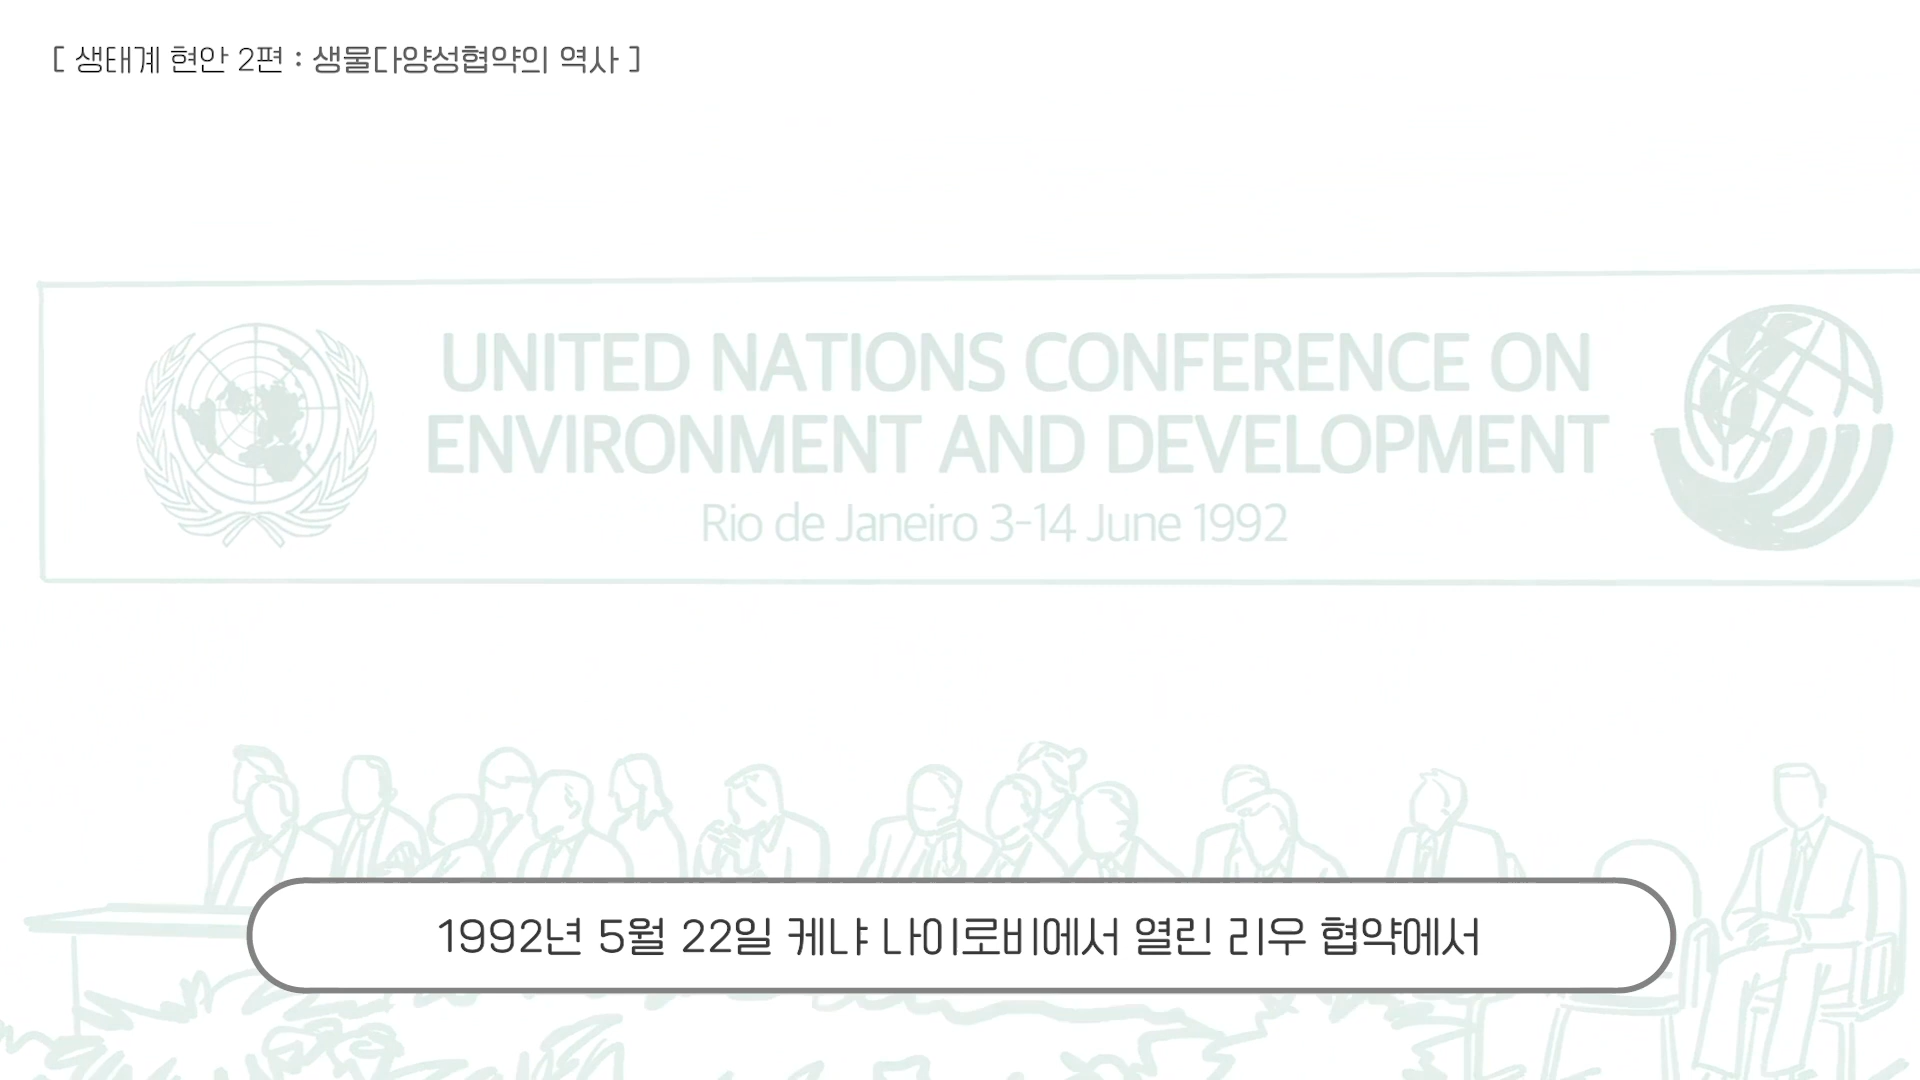 [ 생태계 현안 2편 : 생물다양성협약의 역사 ]
UNITED NATIONS CONFERENCE ON
ENVIRONMENT AND DEVELOPMENT
Rio de Janeiro 3-14 June 1992
1992년 5월 22일 케냐 나이로비에서 열린 리우 협약에서